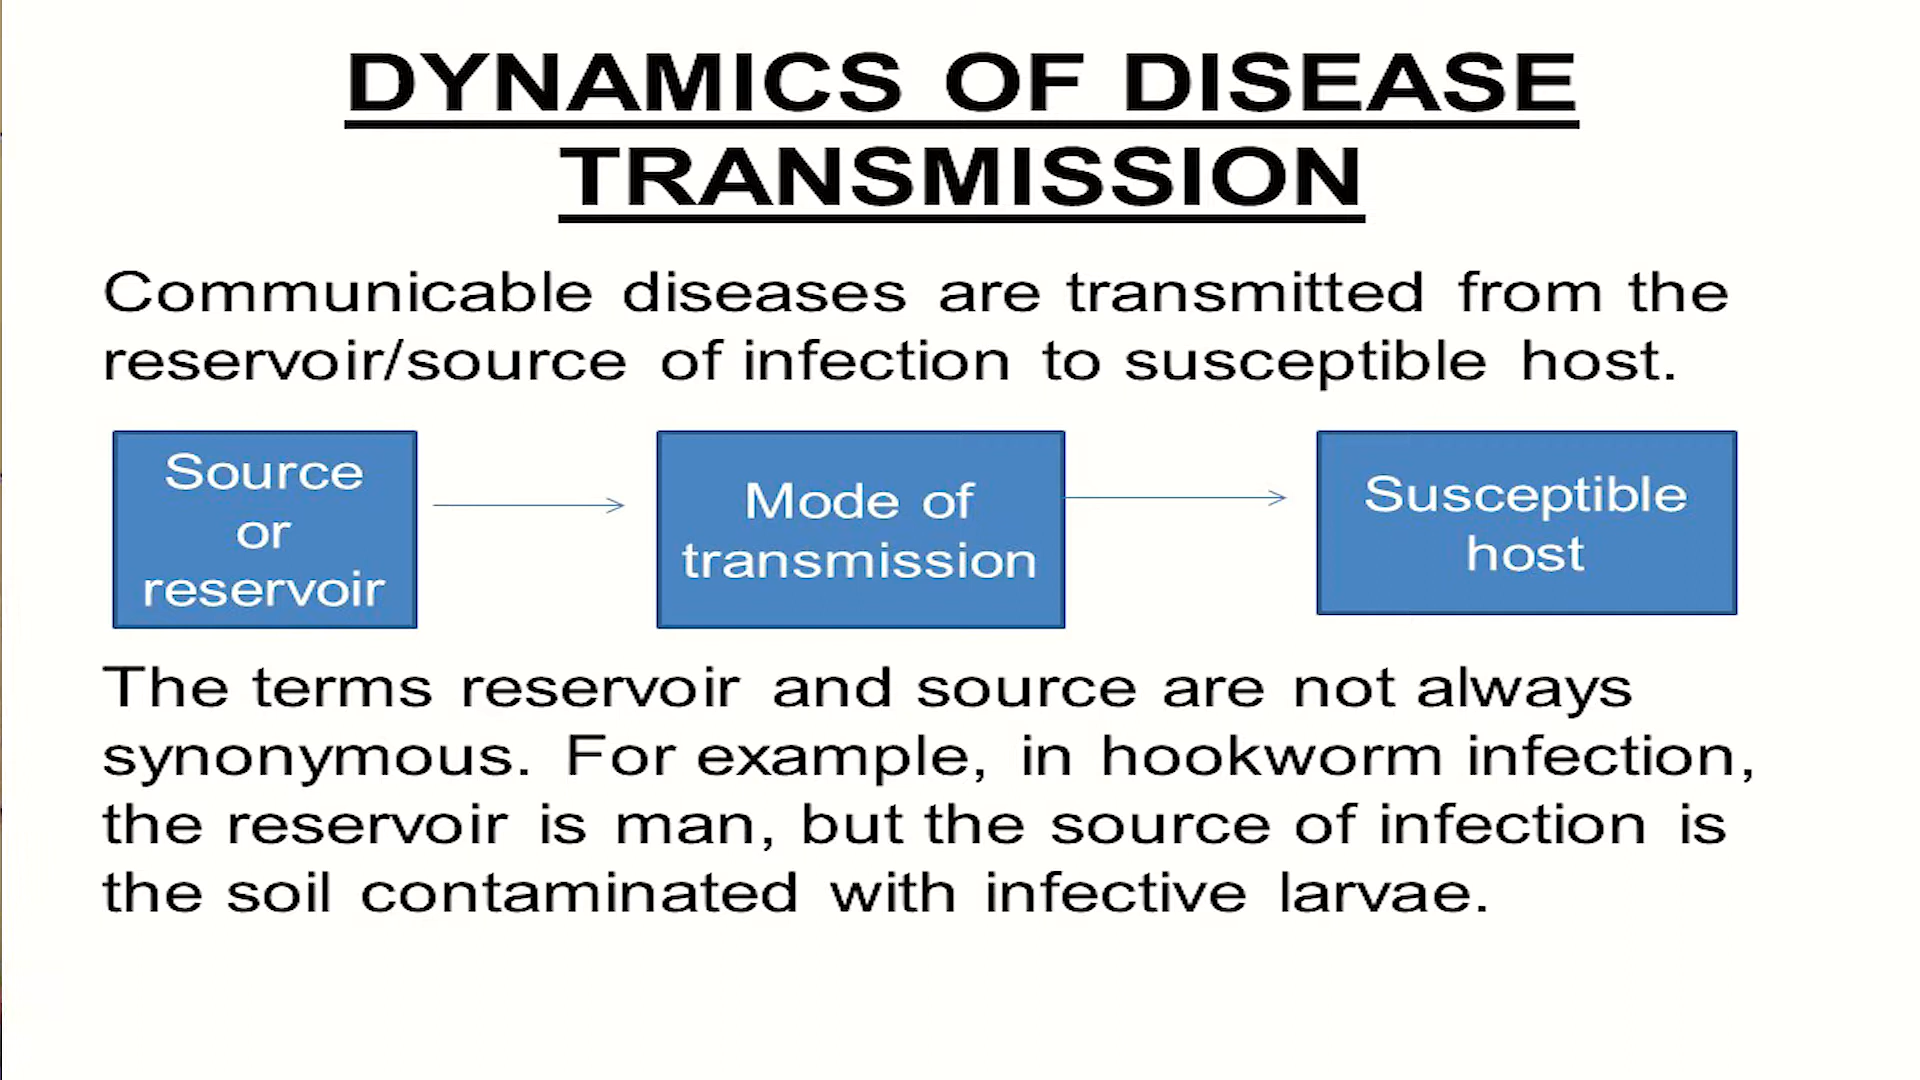 DYNAMICS OF DISEASE
TRANSMISSION
Communicable diseases are transmitted from the
reservoir/source of infection to susceptible host.
Source
or
reservoir
Mode of
transmission
Susceptible
host
The terms reservoir and source are not always
synonymous. For example, in hookworm infection,
the reservoir is man, but the source of infection is
the soil contaminated with infective larvae.